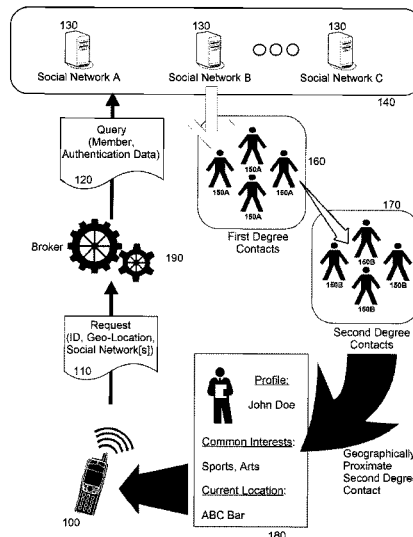 130
130
130
Social Network A
Social Network B
Social Network C
140
Query
(Member,
Authentication Data)
120
150A
150A
150A
150A
160
First Degree
Contacts
170
150B
150B
150B
150B
Second Degree
Contacts
Broker
190
Request
(ID, Geo-Location,
Social Network[s])
110
Profile:
John Doe
Common Interests:
Sports, Arts
Current Location:
ABC Bar
180
Geographically
Proximate
Second Degree
Contact
100